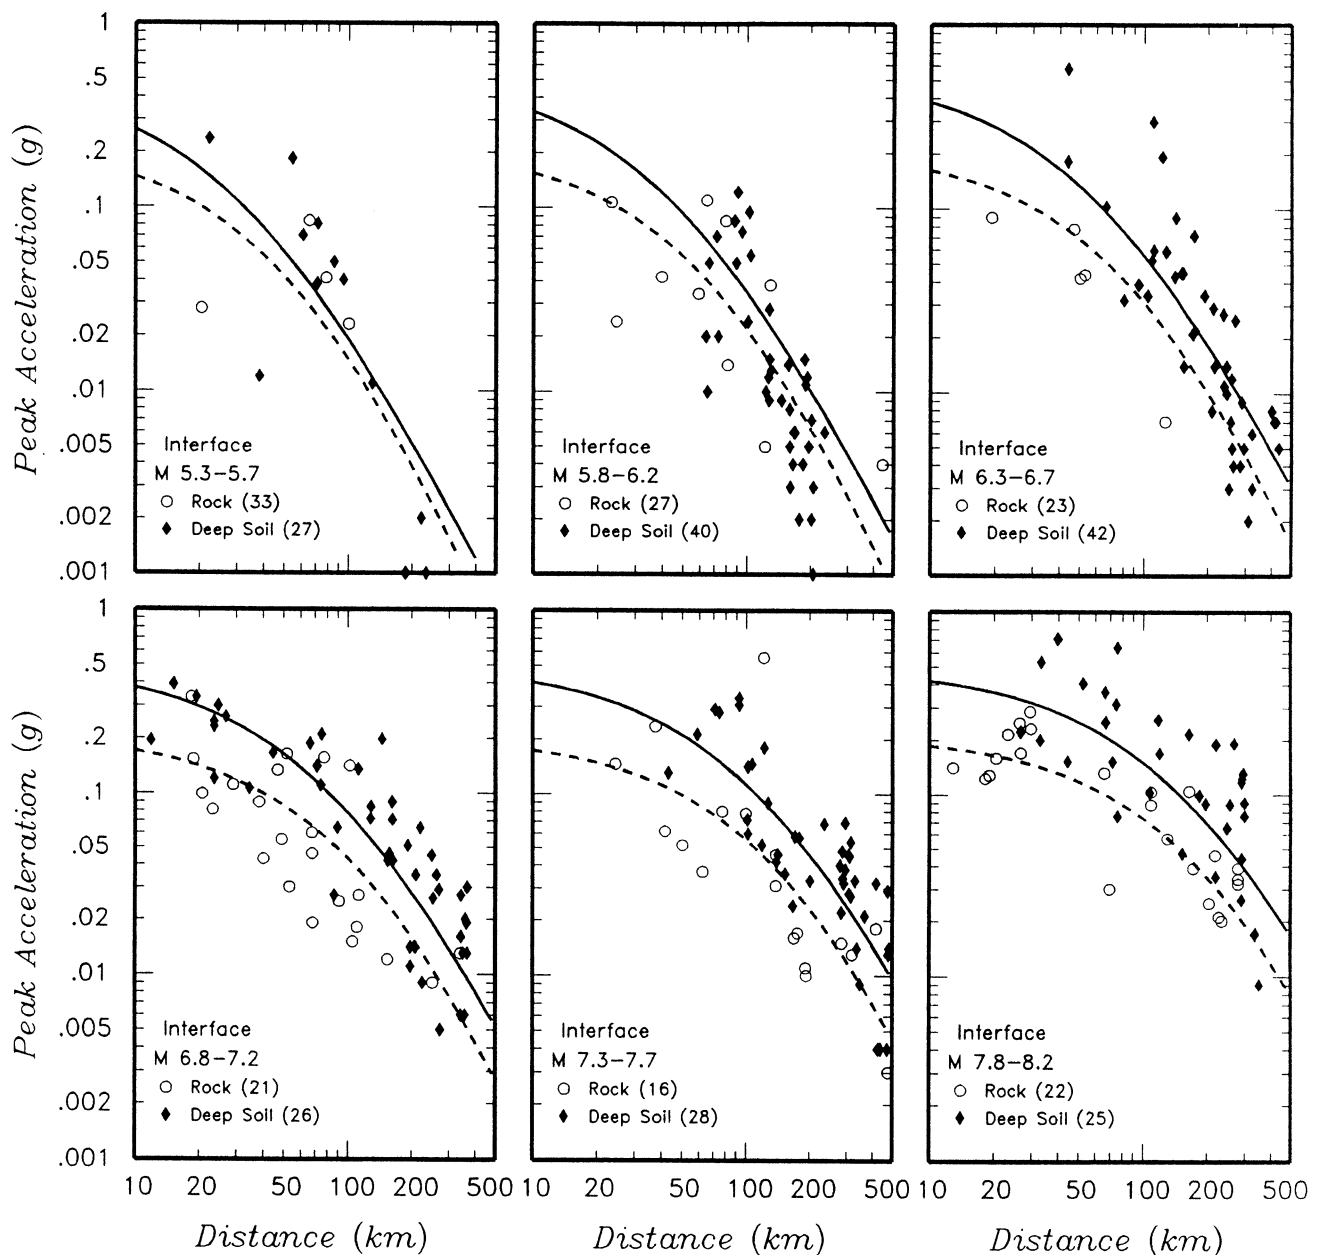 1
.5
.2
.1
.05
.02
.01
.005
.002
.001
Peak Acceleration (g)
Interface
M 5.3–5.7
Rock (33)
Deep Soil (27)
Interface
M 5.8–6.2
Rock (27)
Deep Soil (40)
Interface
M 6.3–6.7
Rock (23)
Deep Soil (42)
1
.5
.2
.1
.05
.02
.01
.005
.002
.001
Peak Acceleration (g)
Interface
M 6.8–7.2
Rock (21)
Deep Soil (26)
Interface
M 7.3–7.7
Rock (16)
Deep Soil (28)
Interface
M 7.8–8.2
Rock (22)
Deep Soil (25)
10 20 50 100 200 500 10 20 50 100 200 500 10 20 50 100 200 500
Distance (km) Distance (km) Distance (km)